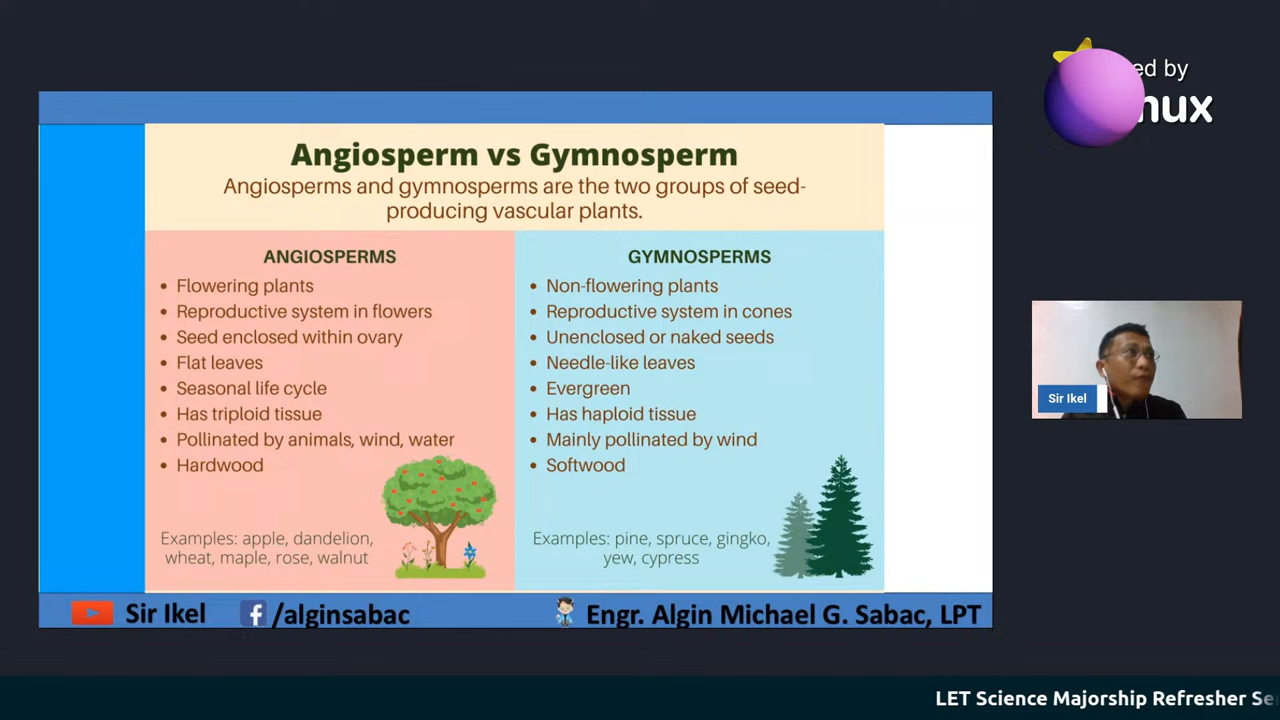 Angiosperm vs Gymnosperm
Angiosperms and gymnosperms are the two groups of seed-
producing vascular plants.
ANGIOSPERMS
• Flowering plants
• Reproductive system in flowers
• Seed enclosed within ovary
• Flat leaves
• Seasonal life cycle
• Has triploid tissue
• Pollinated by animals, wind, water
• Hardwood
Examples: apple, dandelion,
wheat, maple, rose, walnut
GYMNOSPERMS
• Non-flowering plants
• Reproductive system in cones
• Unenclosed or naked seeds
• Needle-like leaves
• Evergreen
• Has haploid tissue
• Mainly pollinated by wind
• Softwood
Examples: pine, spruce, gingko,
yew, cypress
Sir Ikel
/alginsabac
Engr. Algin Michael G. Sabac, LPT
by
Sir Ikel
LET Science Majorship Refresher